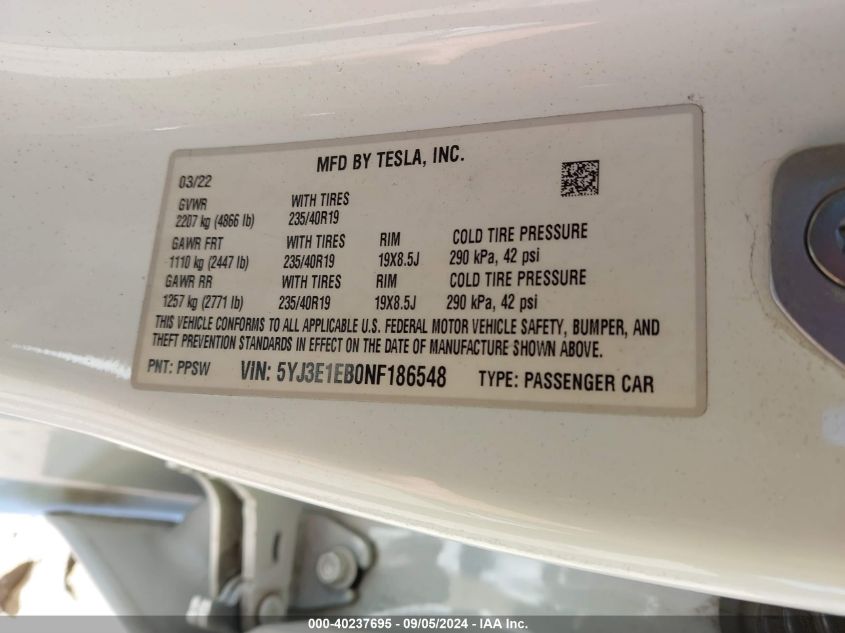 MFD BY TESLA, INC.
03/22
GVWR WITH TIRES
2207 kg (4866 lb) 235/40R19
GAWR FRT WITH TIRES RIM COLD TIRE PRESSURE
1110 kg (2447 lb) 235/40R19 19X8.5J 290 kPa, 42 psi
GAWR RR WITH TIRES RIM COLD TIRE PRESSURE
1257 kg (2771 lb) 235/40R19 19X8.5J 290 kPa, 42 psi
THIS VEHICLE CONFORMS TO ALL APPLICABLE U.S. FEDERAL MOTOR VEHICLE SAFETY, BUMPER, AND
THEFT PREVENTION STANDARDS IN EFFECT ON THE DATE OF MANUFACTURE SHOWN ABOVE.
PNT: PPSW VIN: 5YJ3E1EB0NF186548 TYPE: PASSENGER CAR
000-40237695 - 09/05/2024 - IAA Inc.